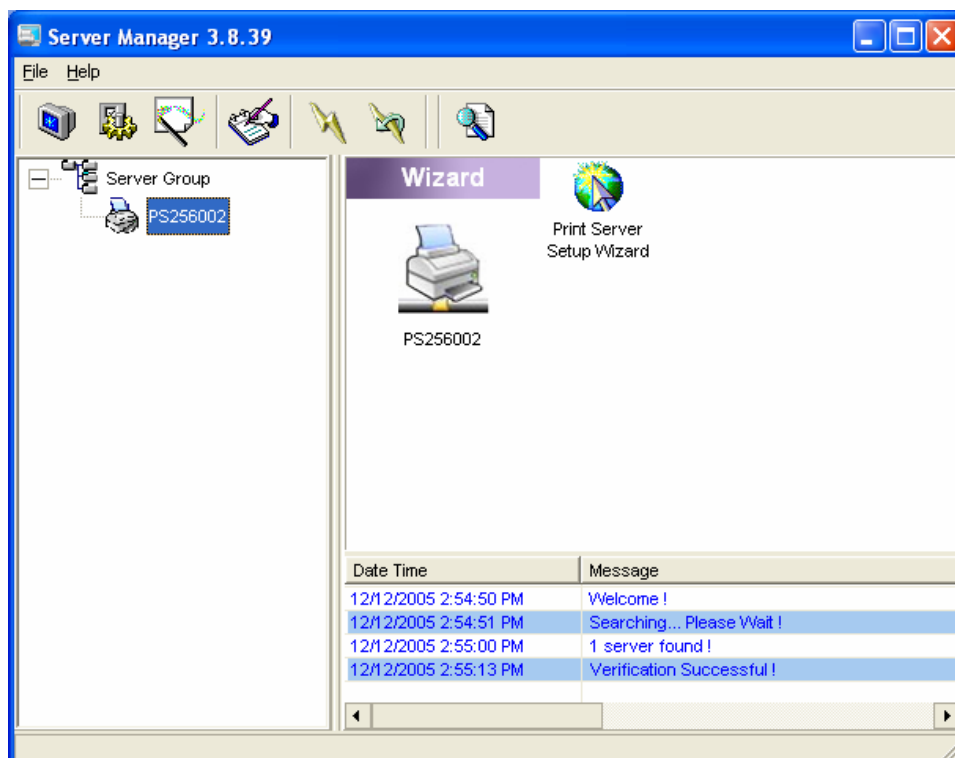 Server Manager 3.8.39
File Help
Server Group
PS256002
Wizard
Print Server
Setup Wizard
PS256002
Date Time Message
12/12/2005 2:54:50 PM Welcome !
12/12/2005 2:54:51 PM Searching... Please Wait !
12/12/2005 2:55:00 PM 1 server found !
12/12/2005 2:55:13 PM Verification Successful !